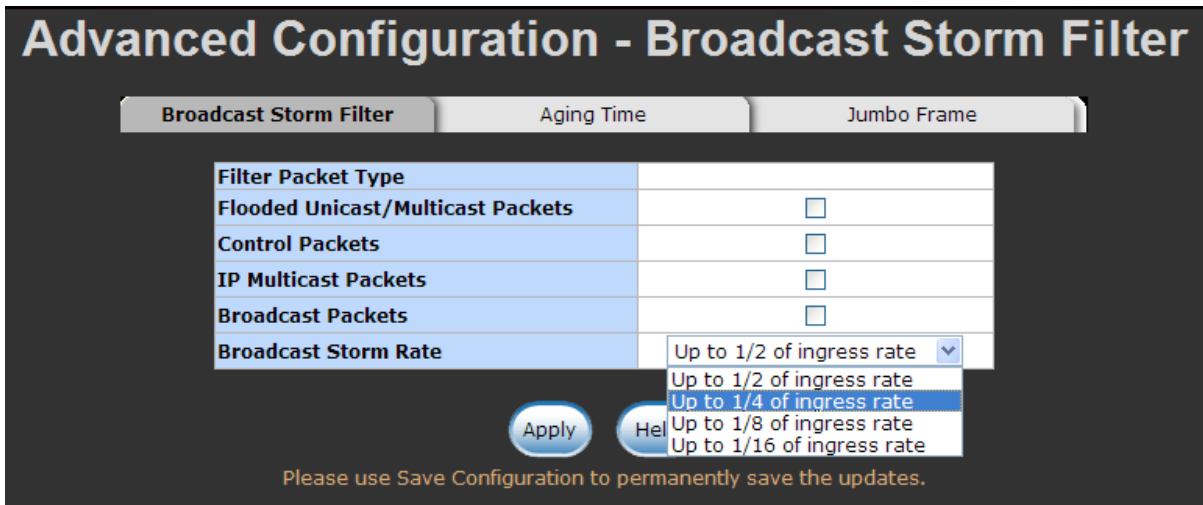 Advanced Configuration - Broadcast Storm Filter
Broadcast Storm Filter Aging Time Jumbo Frame
Filter Packet Type
Flooded Unicast/Multicast Packets
Control Packets
IP Multicast Packets
Broadcast Packets
Broadcast Storm Rate Up to 1/2 of ingress rate
Up to 1/2 of ingress rate
Up to 1/4 of ingress rate
Up to 1/8 of ingress rate
Up to 1/16 of ingress rate
Apply Hel
Please use Save Configuration to permanently save the updates.